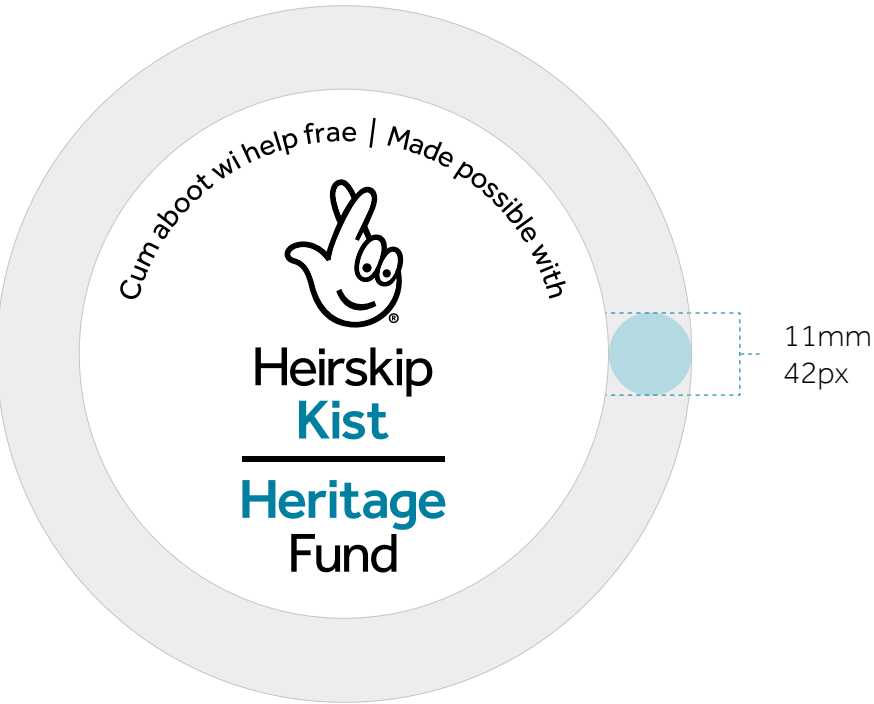 Cum aboot wi help frae | Made possible with
®
Heirskip
Kist
Heritage
Fund
11mm
42px